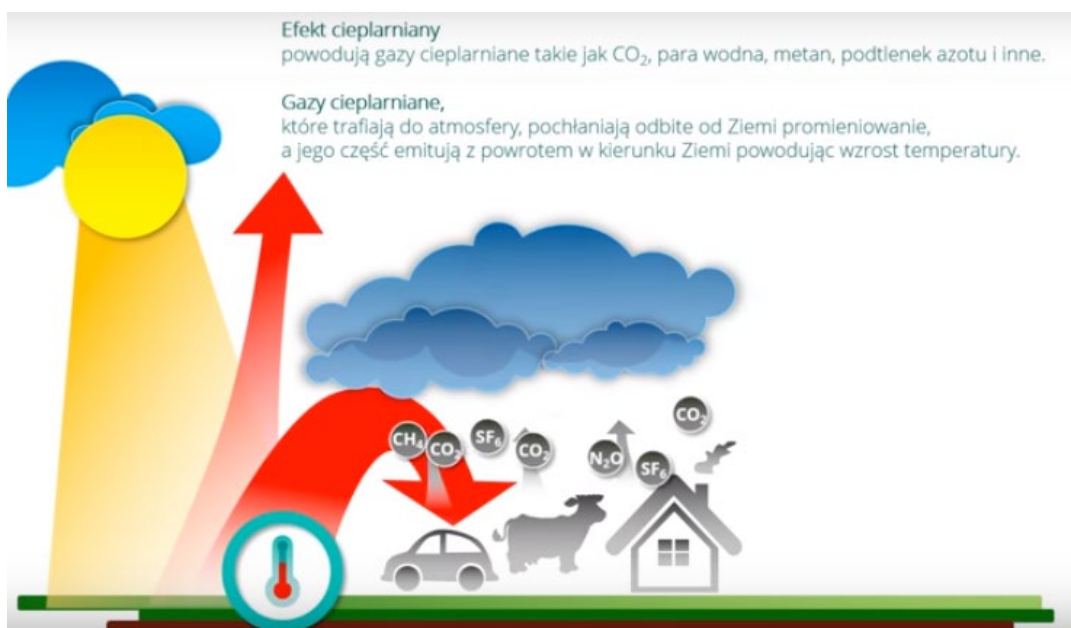 Efekt cieplarniany
powodują gazy cieplarniane takie jak CO₂, para wodna, metan, podtlenek azotu i inne.
Gazy cieplarniane,
które trafiają do atmosfery, pochłaniają odbite od Ziemi promieniowanie,
a jego część emitują z powrotem w kierunku Ziemi powodując wzrost temperatury.
CO₂
CH₄
CO₂
SF₆
CO₂
N₂O
SF₆